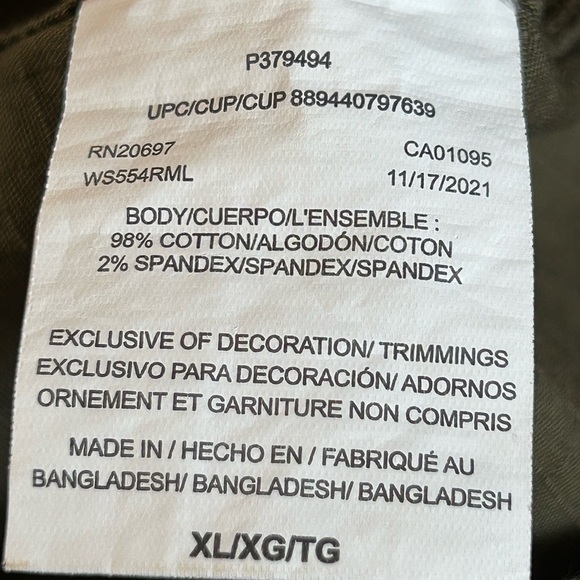 P379494
UPC/CUP/CUP 889440797639
RN20697 CA01095
WS554RML 11/17/2021
BODY/CUERPO/L'ENSEMBLE :
98% COTTON/ALGODÓN/COTON
2% SPANDEX/SPANDEX/SPANDEX
EXCLUSIVE OF DECORATION/ TRIMMINGS
EXCLUSIVO PARA DECORACIÓN/ ADORNOS
ORNEMENT ET GARNITURE NON COMPRIS
MADE IN / HECHO EN / FABRIQUÉ AU
BANGLADESH/ BANGLADESH/ BANGLADESH
XL/XG/TG